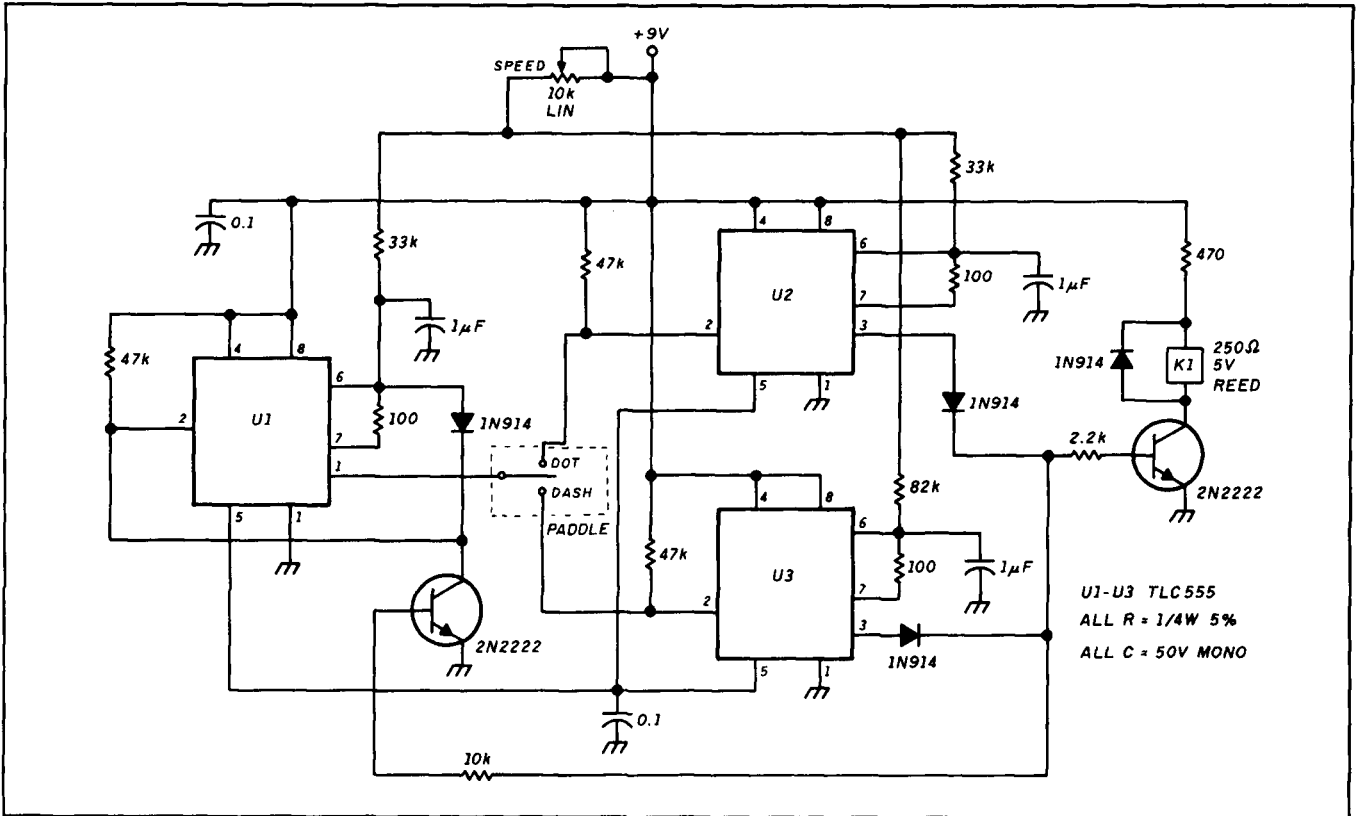 +9V
SPEED
10k
LIN
33k
0.1
4
8
33k
47k
6
100
470
U2
7
1µF
1µF
2
3
4
8
47k
5
1
1N914
K1
250Ω
5V
REED
6
U1
2
100
1N914
1N914
7
2.2k
DOT
1
DASH
4
8
82k
2N2222
PADDLE
5
1
6
47k
U3
100
1µF
2
7
U1-U3 TLC555
3
ALL R = 1/4W 5%
2N2222
1N914
ALL C = 50V MONO
5
1
0.1
10k